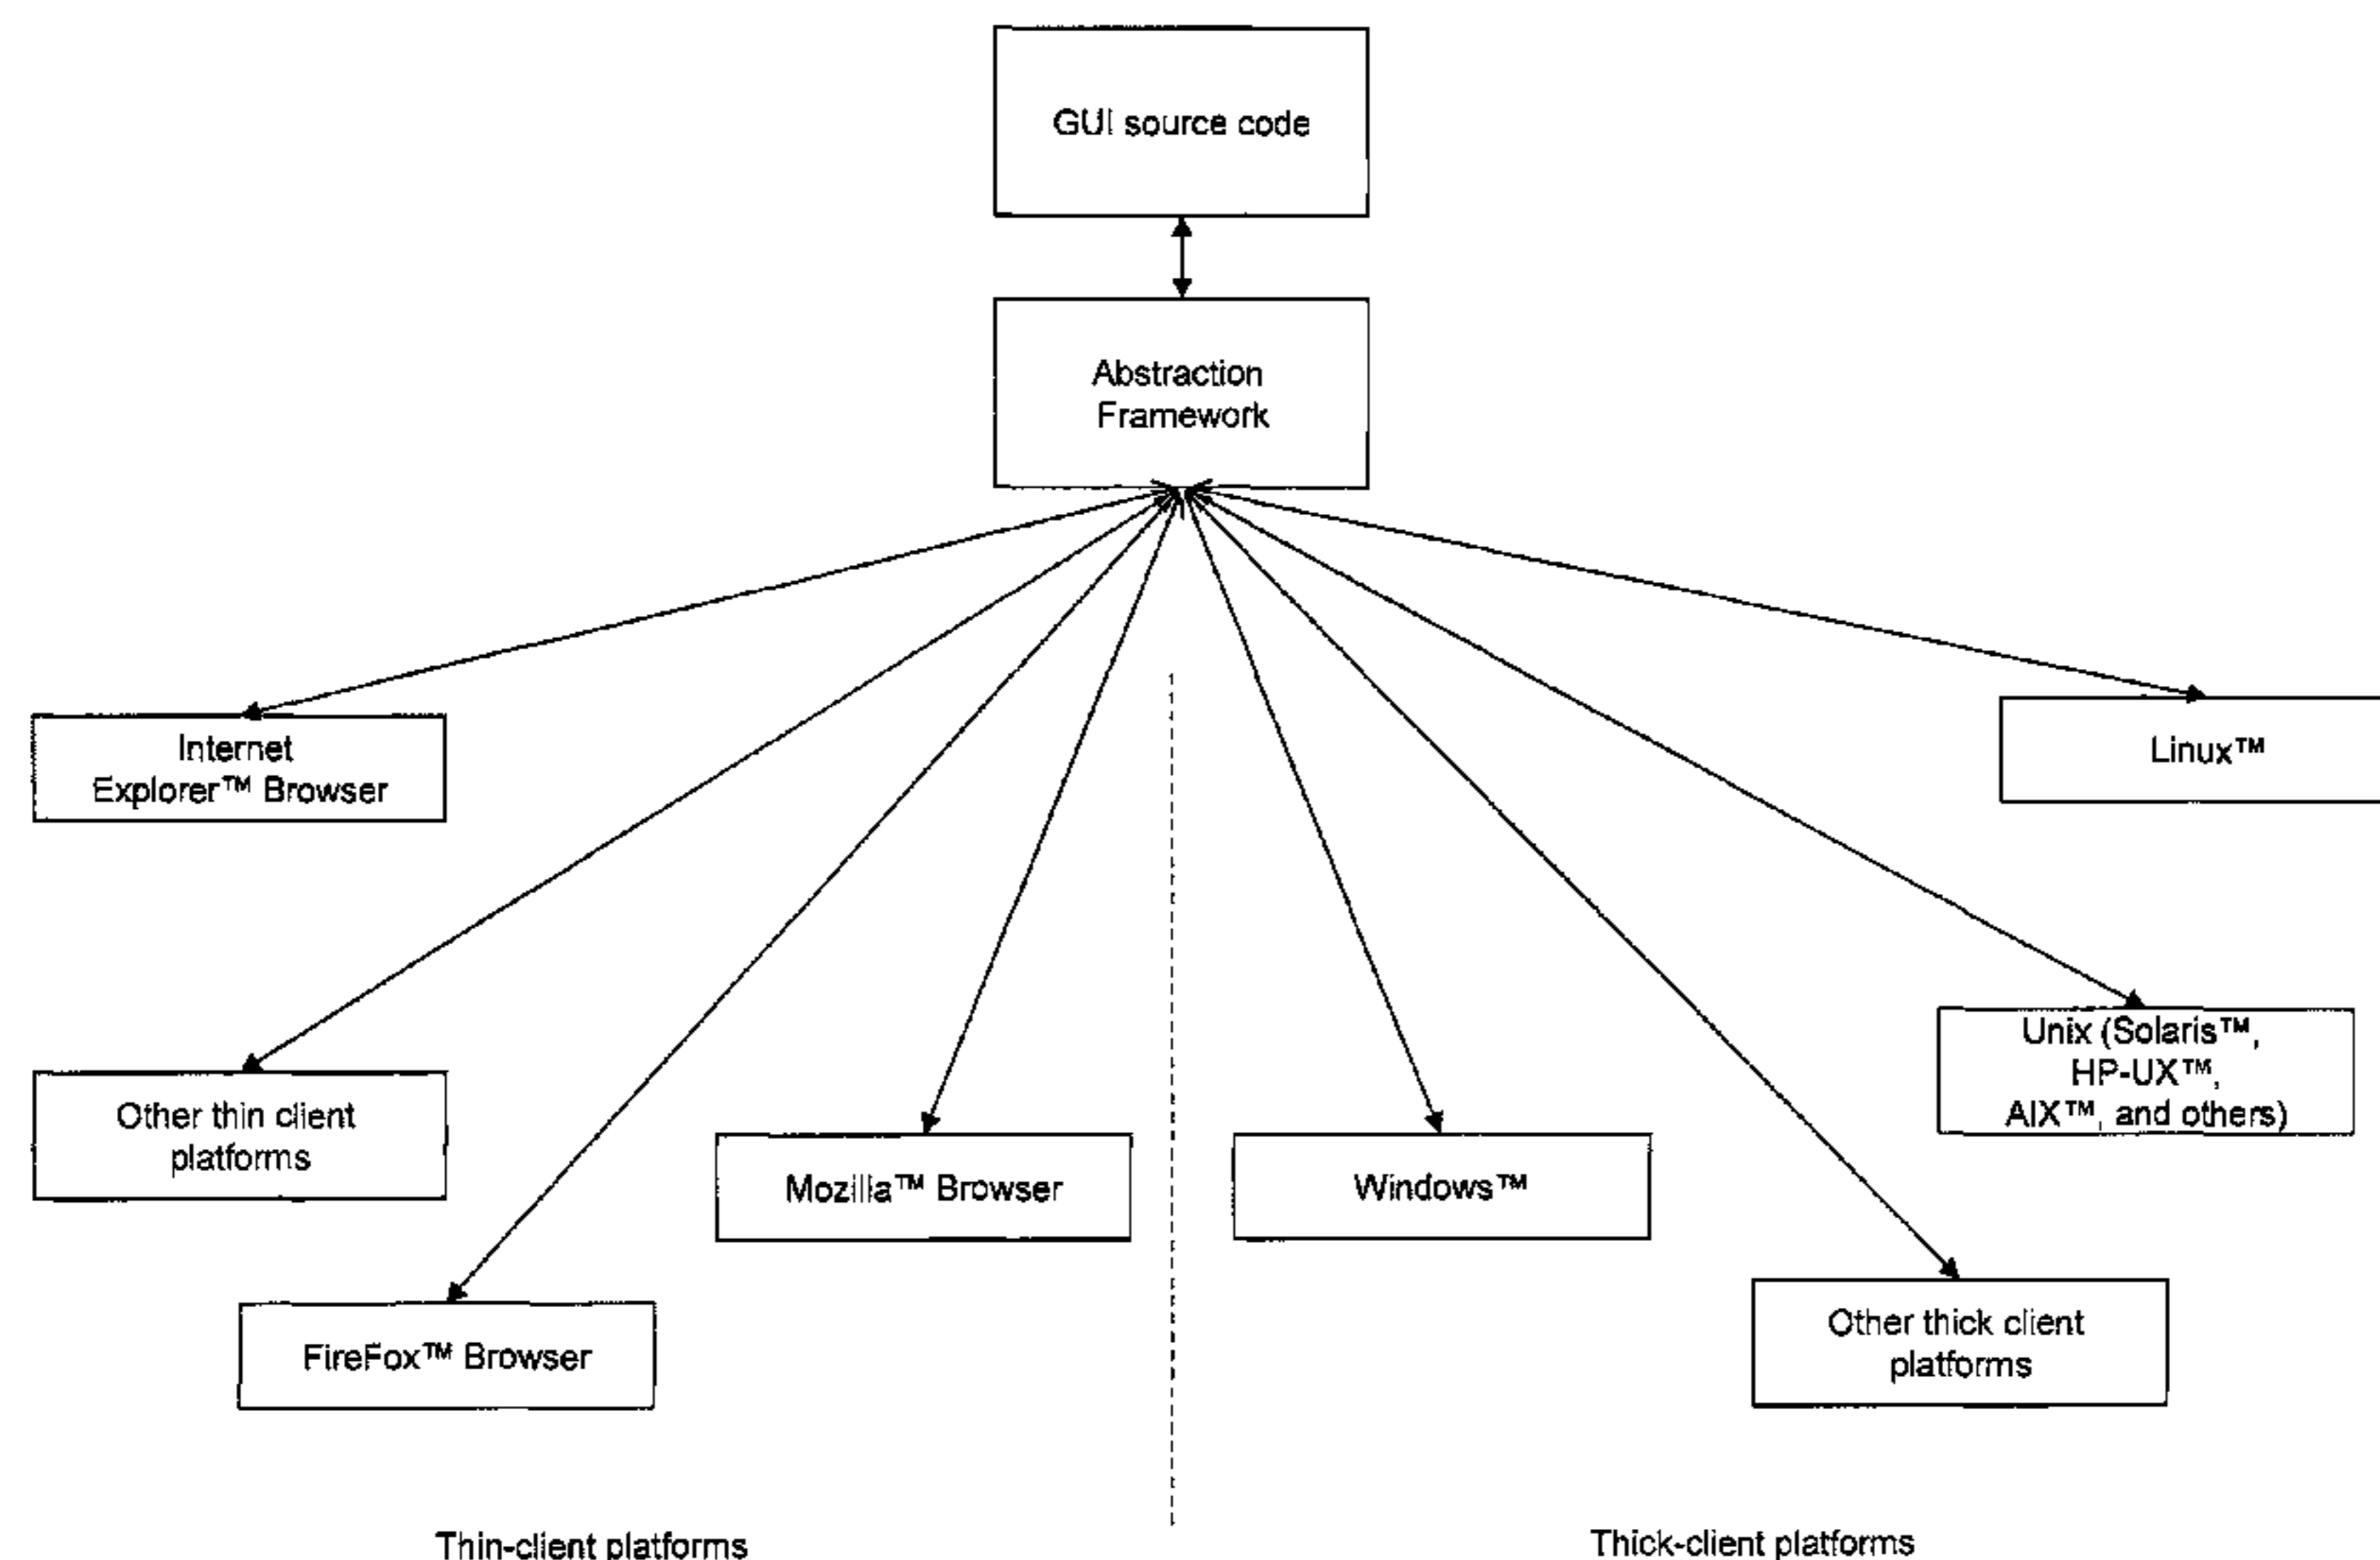 GUI source code
Abstraction
Framework
Internet
Explorer™ Browser
Linux™
Other thin client
platforms
Unix (Solaris™,
HP-UX™,
AIX™, and others)
Mozilla™ Browser
Windows™
FireFox™ Browser
Other thick client
platforms
Thin-client platforms
Thick-client platforms